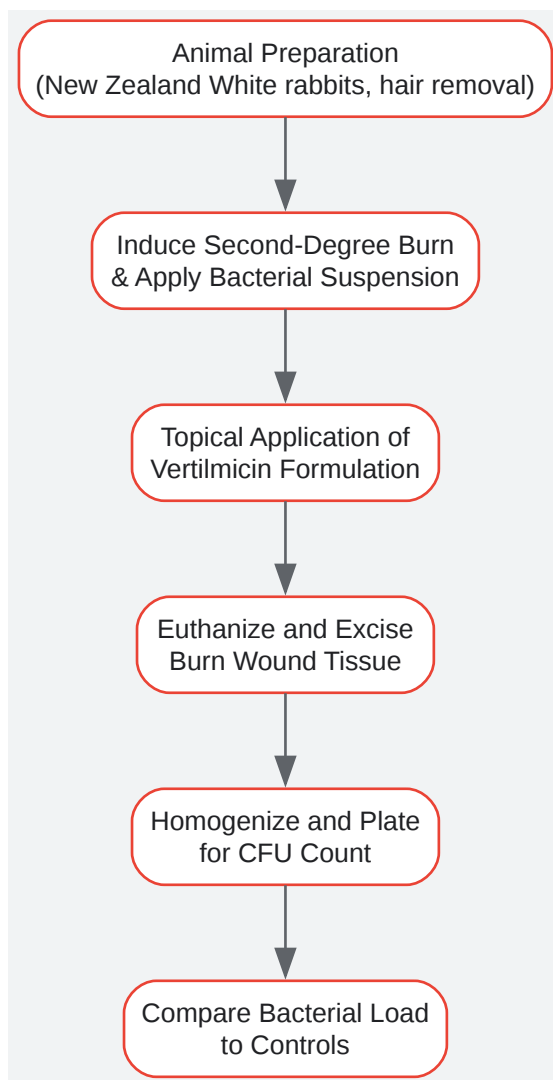 Animal Preparation
(New Zealand White rabbits, hair removal)
Induce Second-Degree Burn
& Apply Bacterial Suspension
Topical Application of
Vertilmicin Formulation
Euthanize and Excise
Burn Wound Tissue
Homogenize and Plate
for CFU Count
Compare Bacterial Load
to Controls